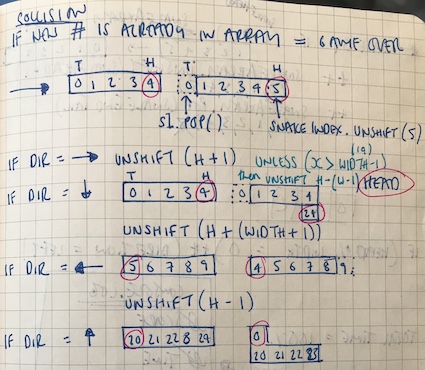 COLLISION
IF NEW # IS ALREADY IN ARRAY = GAME OVER
T H T H
→ 0 1 2 3 4 0 1 2 3 4 5
SI.POP() SNAKE INDEX.UNSHIFT(5)
IF DIR = → UNSHIFT (H+1) UNLESS (X > WIDTH-1 (19)
then UNSHIFT H-(W-1) HEAD
T H
IF DIR = ↓ 0 1 2 3 4 0 1 2 3 4
24
UNSHIFT (H + (WIDTH+1))
IF DIR = ← 5 6 7 8 9 4 5 6 7 8 9
UNSHIFT (H-1)
IF DIR = ↑ 20 21 22 23 24 0
20 21 22 23